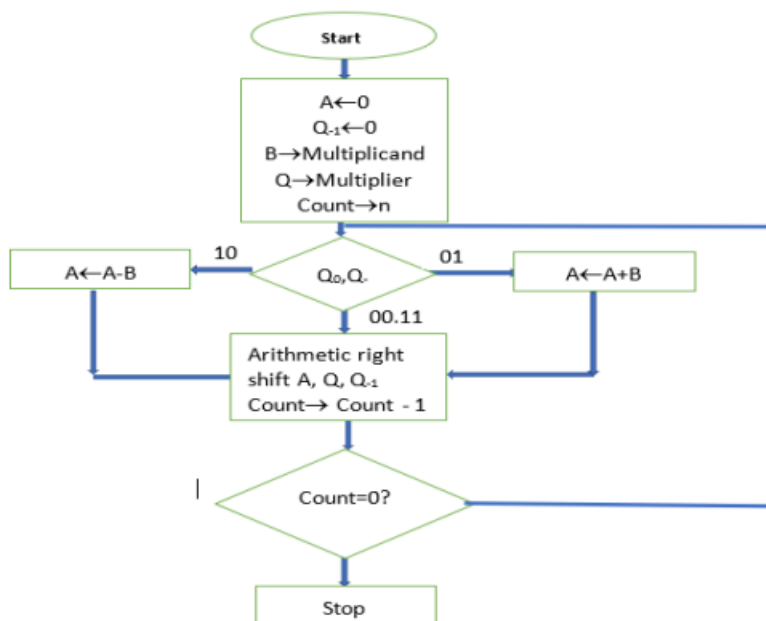 Start
A←0
Q₋₁←0
B→Multiplicand
Q→Multiplier
Count→n
10
01
A←A-B
Q₀,Q₋
A←A+B
00.11
Arithmetic right
shift A, Q, Q₋₁
Count→ Count - 1
Count=0?
Stop